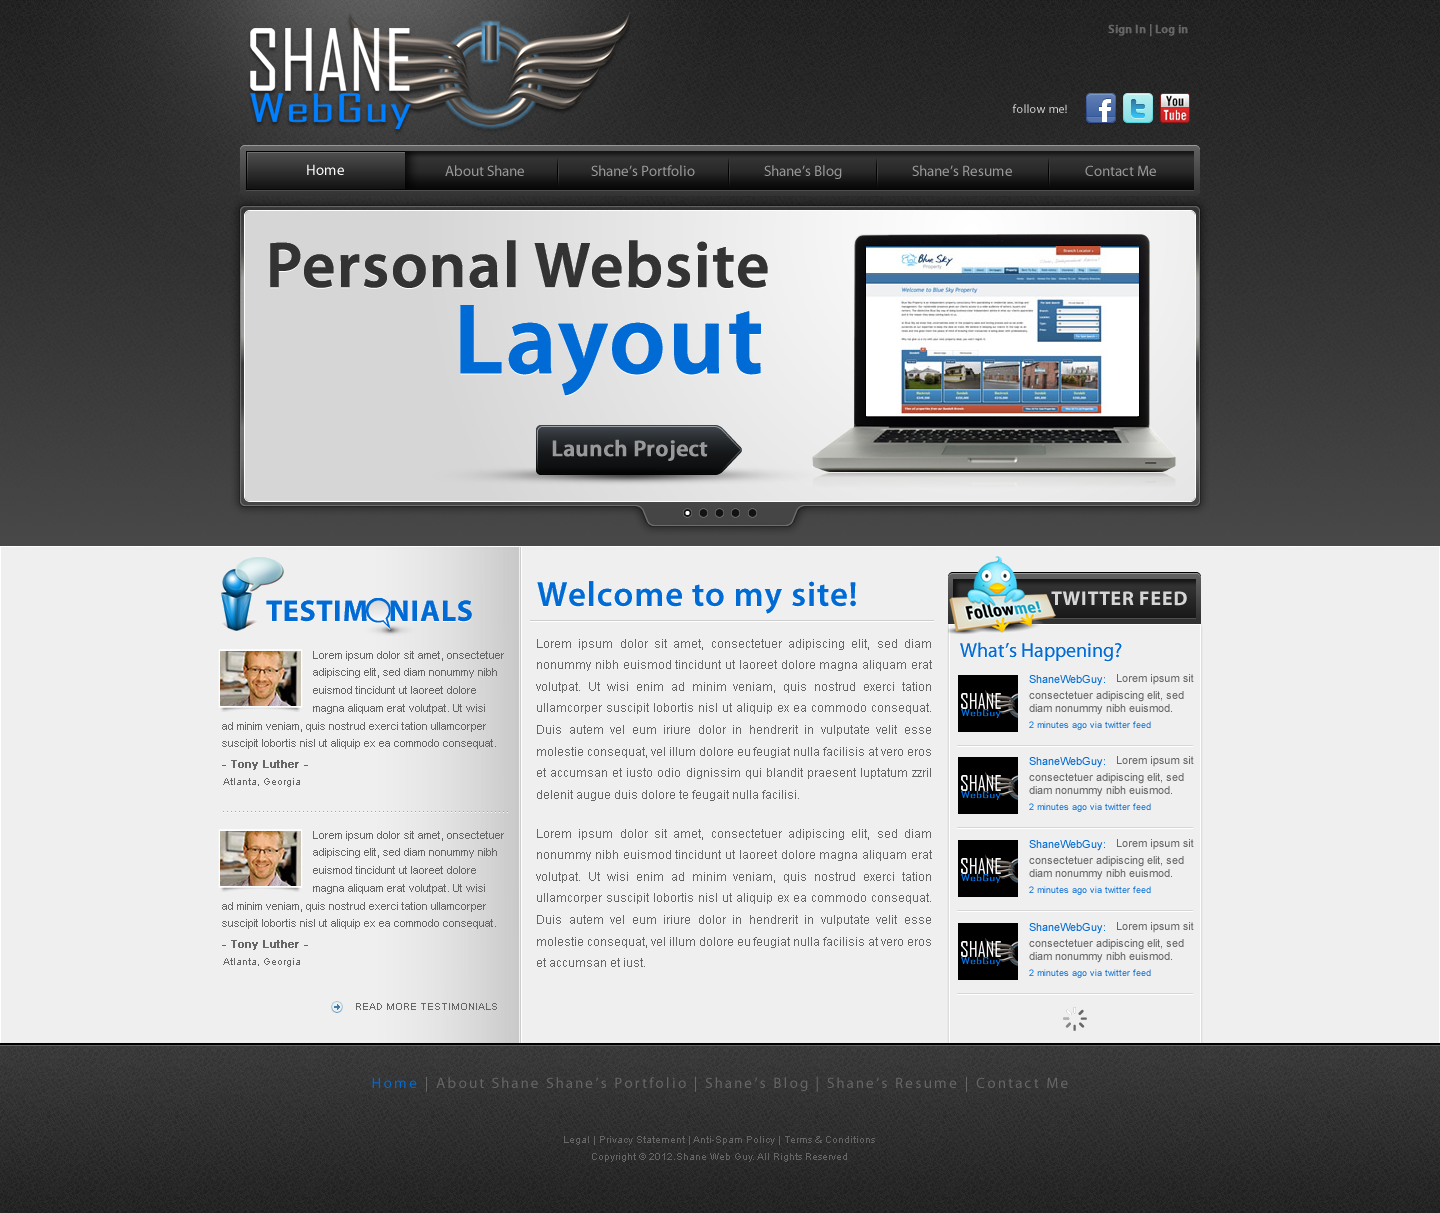 SHANE
WebGuy
Sign In | Log in
follow me!
You
Tube
Home
About Shane
Shane's Portfolio
Shane's Blog
Shane's Resume
Contact Me
Personal Website
Layout
Launch Project
Blue Sky
Property
Welcome to Blue Sky Property
TESTIMONIALS
Lorem ipsum dolor sit amet, onsectetuer
adipiscing elit, sed diam nonummy nibh
euismod tincidunt ut laoreet dolore
magna aliquam erat volutpat. Ut wisi
ad minim veniam, quis nostrud exerci tation ullamcorper
suscipit lobortis nisl ut aliquip ex ea commodo consequat.
- Tony Luther -
Atlanta, Georgia
Lorem ipsum dolor sit amet, onsectetuer
adipiscing elit, sed diam nonummy nibh
euismod tincidunt ut laoreet dolore
magna aliquam erat volutpat. Ut wisi
ad minim veniam, quis nostrud exerci tation ullamcorper
suscipit lobortis nisl ut aliquip ex ea commodo consequat.
- Tony Luther -
Atlanta, Georgia
READ MORE TESTIMONIALS
Welcome to my site!
Lorem ipsum dolor sit amet, consectetuer adipiscing elit, sed diam
nonummy nibh euismod tincidunt ut laoreet dolore magna aliquam erat
volutpat. Ut wisi enim ad minim veniam, quis nostrud exerci tation
ullamcorper suscipit lobortis nisl ut aliquip ex ea commodo consequat.
Duis autem vel eum iriure dolor in hendrerit in vulputate velit esse
molestie consequat, vel illum dolore eu feugiat nulla facilisis at vero eros
et accumsan et iusto odio dignissim qui blandit praesent luptatum zzril
delenit augue duis dolore te feugait nulla facilisi.
Lorem ipsum dolor sit amet, consectetuer adipiscing elit, sed diam
nonummy nibh euismod tincidunt ut laoreet dolore magna aliquam erat
volutpat. Ut wisi enim ad minim veniam, quis nostrud exerci tation
ullamcorper suscipit lobortis nisl ut aliquip ex ea commodo consequat.
Duis autem vel eum iriure dolor in hendrerit in vulputate velit esse
molestie consequat, vel illum dolore eu feugiat nulla facilisis at vero eros
et accumsan et iust.
Follow me!
TWITTER FEED
What's Happening?
SHANE
WebGuy
ShaneWebGuy: Lorem ipsum sit
consectetuer adipiscing elit, sed
diam nonummy nibh euismod.
2 minutes ago via twitter feed
SHANE
WebGuy
ShaneWebGuy: Lorem ipsum sit
consectetuer adipiscing elit, sed
diam nonummy nibh euismod.
2 minutes ago via twitter feed
SHANE
WebGuy
ShaneWebGuy: Lorem ipsum sit
consectetuer adipiscing elit, sed
diam nonummy nibh euismod.
2 minutes ago via twitter feed
SHANE
WebGuy
ShaneWebGuy: Lorem ipsum sit
consectetuer adipiscing elit, sed
diam nonummy nibh euismod.
2 minutes ago via twitter feed
Home | About Shane Shane's Portfolio | Shane's Blog | Shane's Resume | Contact Me
Legal | Privacy Statement | Anti-Spam Policy | Terms & Conditions
Copyright © 2012.Shane Web Guy. All Rights Reserved